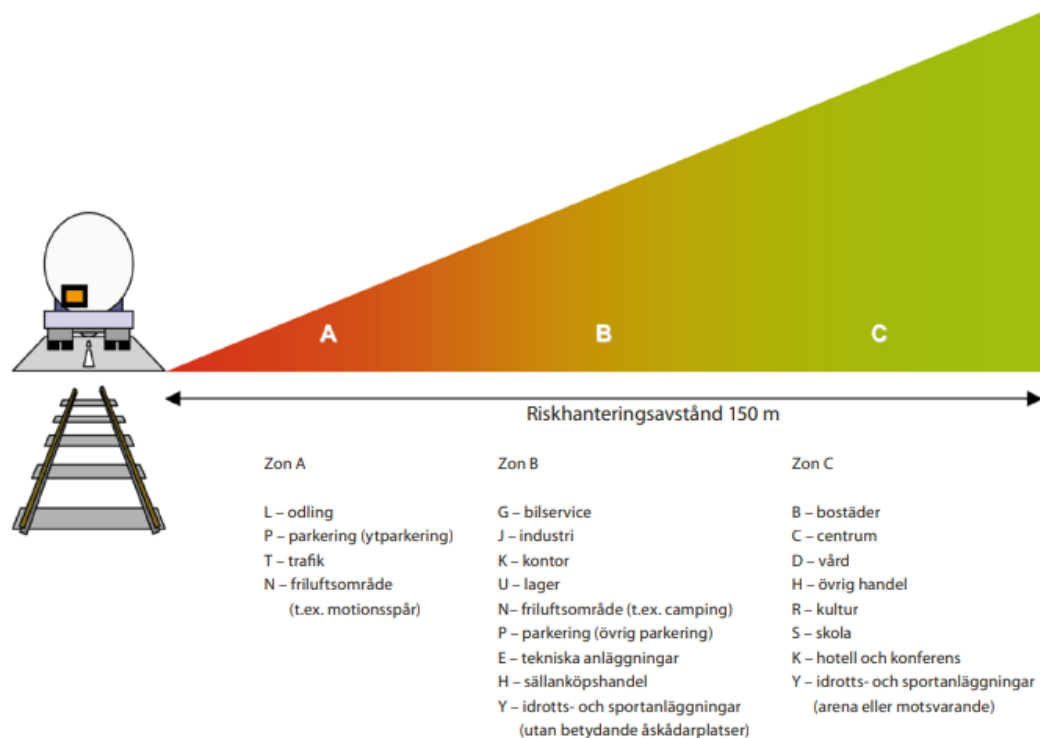 A
B
C
Riskhanteringsavstånd 150 m
Zon A
L – odling
P – parkering (ytparkering)
T – trafik
N – friluftsområde
(t.ex. motionsspår)
Zon B
G – bilservice
J – industri
K – kontor
U – lager
N– friluftsområde (t.ex. camping)
P – parkering (övrig parkering)
E – tekniska anläggningar
H – sällanköpshandel
Y – idrotts- och sportanläggningar
(utan betydande åskådarplatser)
Zon C
B – bostäder
C – centrum
D – vård
H – övrig handel
R – kultur
S – skola
K – hotell och konferens
Y – idrotts- och sportanläggningar
(arena eller motsvarande)